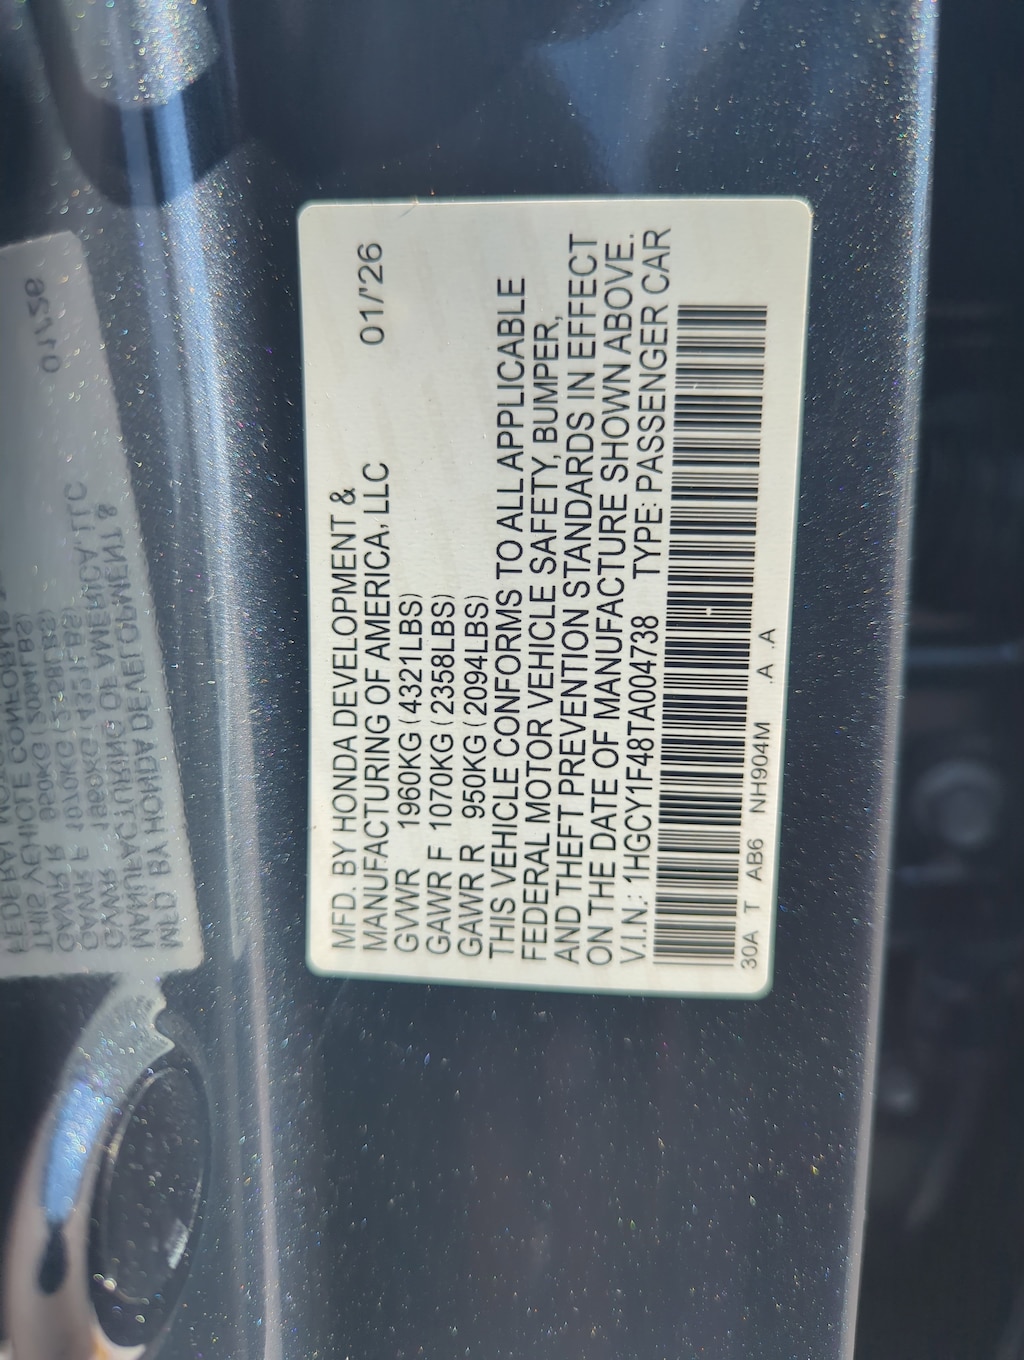 MFD. BY HONDA DEVELOPMENT &
MANUFACTURING OF AMERICA, LLC 01/'26
GVWR 1960KG (4321LBS)
GAWR F 1070KG (2358LBS)
GAWR R 950KG (2094LBS)
THIS VEHICLE CONFORMS TO ALL APPLICABLE
FEDERAL MOTOR VEHICLE SAFETY, BUMPER,
AND THEFT PREVENTION STANDARDS IN EFFECT
ON THE DATE OF MANUFACTURE SHOWN ABOVE.
V.I.N.: 1HGCY1F48TA004738 TYPE: PASSENGER CAR
30A T AB6 NH904M .A .A